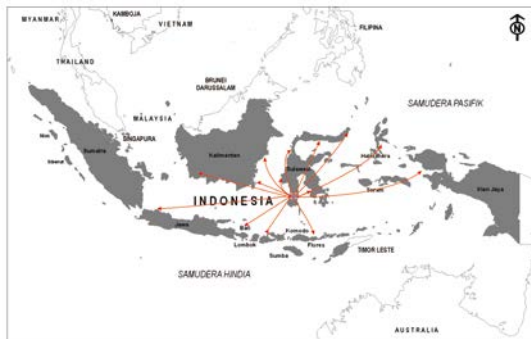 MYANMAR
KAMBOJA
VIETNAM
FILIPINA
THAILAND
BRUNEI
DARUSSALAM
SAMUDERA PASIFIK
MALAYSIA
SINGAPURA
Nias
Sumatra
Kalimantan
Sulawesi
Halmahera
Seram
Irian Jaya
INDONESIA
Jawa
Bali
Lombok
Komodo
Flores
Sumba
TIMOR LESTE
SAMUDERA HINDIA
AUSTRALIA